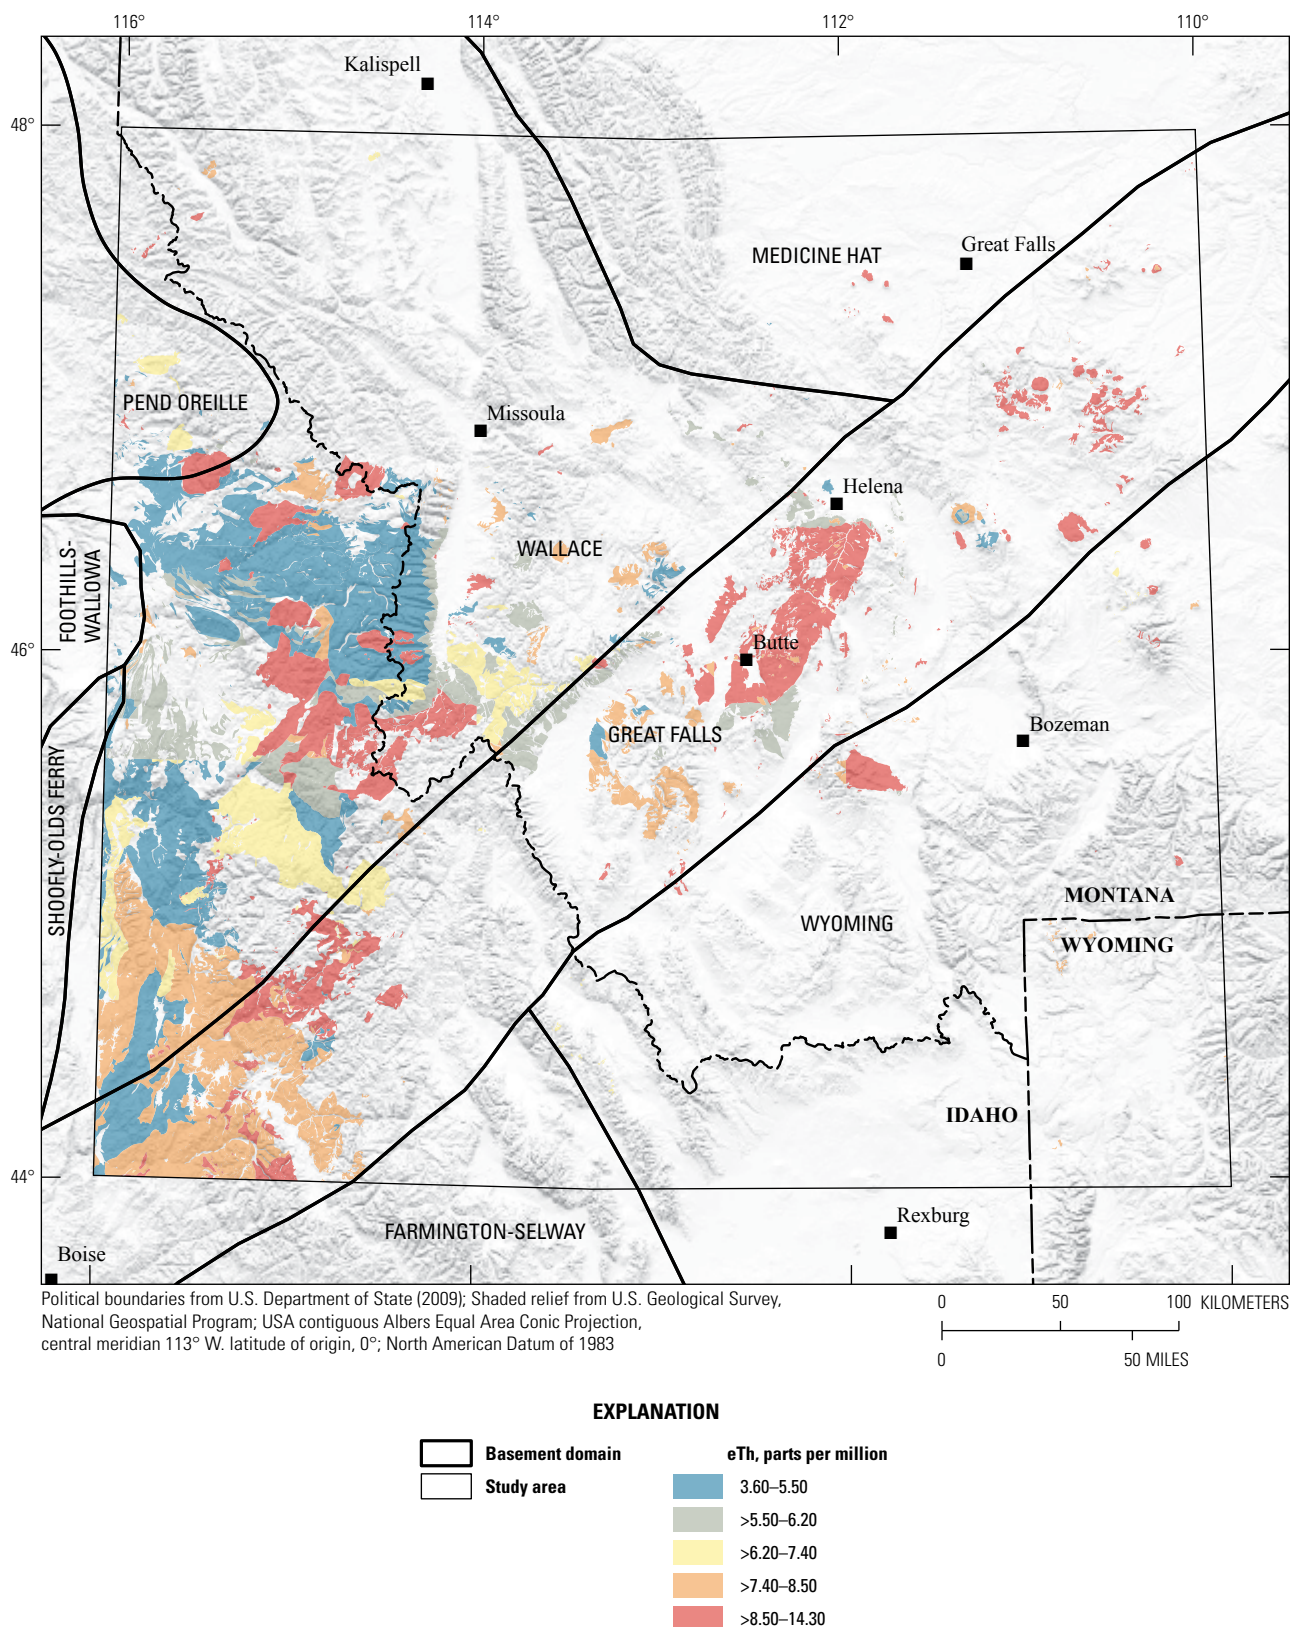 116°
114°
112°
110°
Kalispell
48°
MEDICINE HAT
Great Falls
PEND OREILLE
Missoula
Helena
WALLACE
FOOTHILLS-
WALLOWA
46°
Butte
GREAT FALLS
Bozeman
SHOOFLY-OLDS FERRY
MONTANA
WYOMING
WYOMING
IDAHO
44°
Rexburg
FARMINGTON-SELWAY
Boise
Political boundaries from U.S. Department of State (2009); Shaded relief from U.S. Geological Survey,
National Geospatial Program; USA contiguous Albers Equal Area Conic Projection,
central meridian 113° W. latitude of origin, 0°; North American Datum of 1983
0 50 100 KILOMETERS
0 50 MILES
EXPLANATION
Basement domain
Study area
eTh, parts per million
3.60–5.50
>5.50–6.20
>6.20–7.40
>7.40–8.50
>8.50–14.30